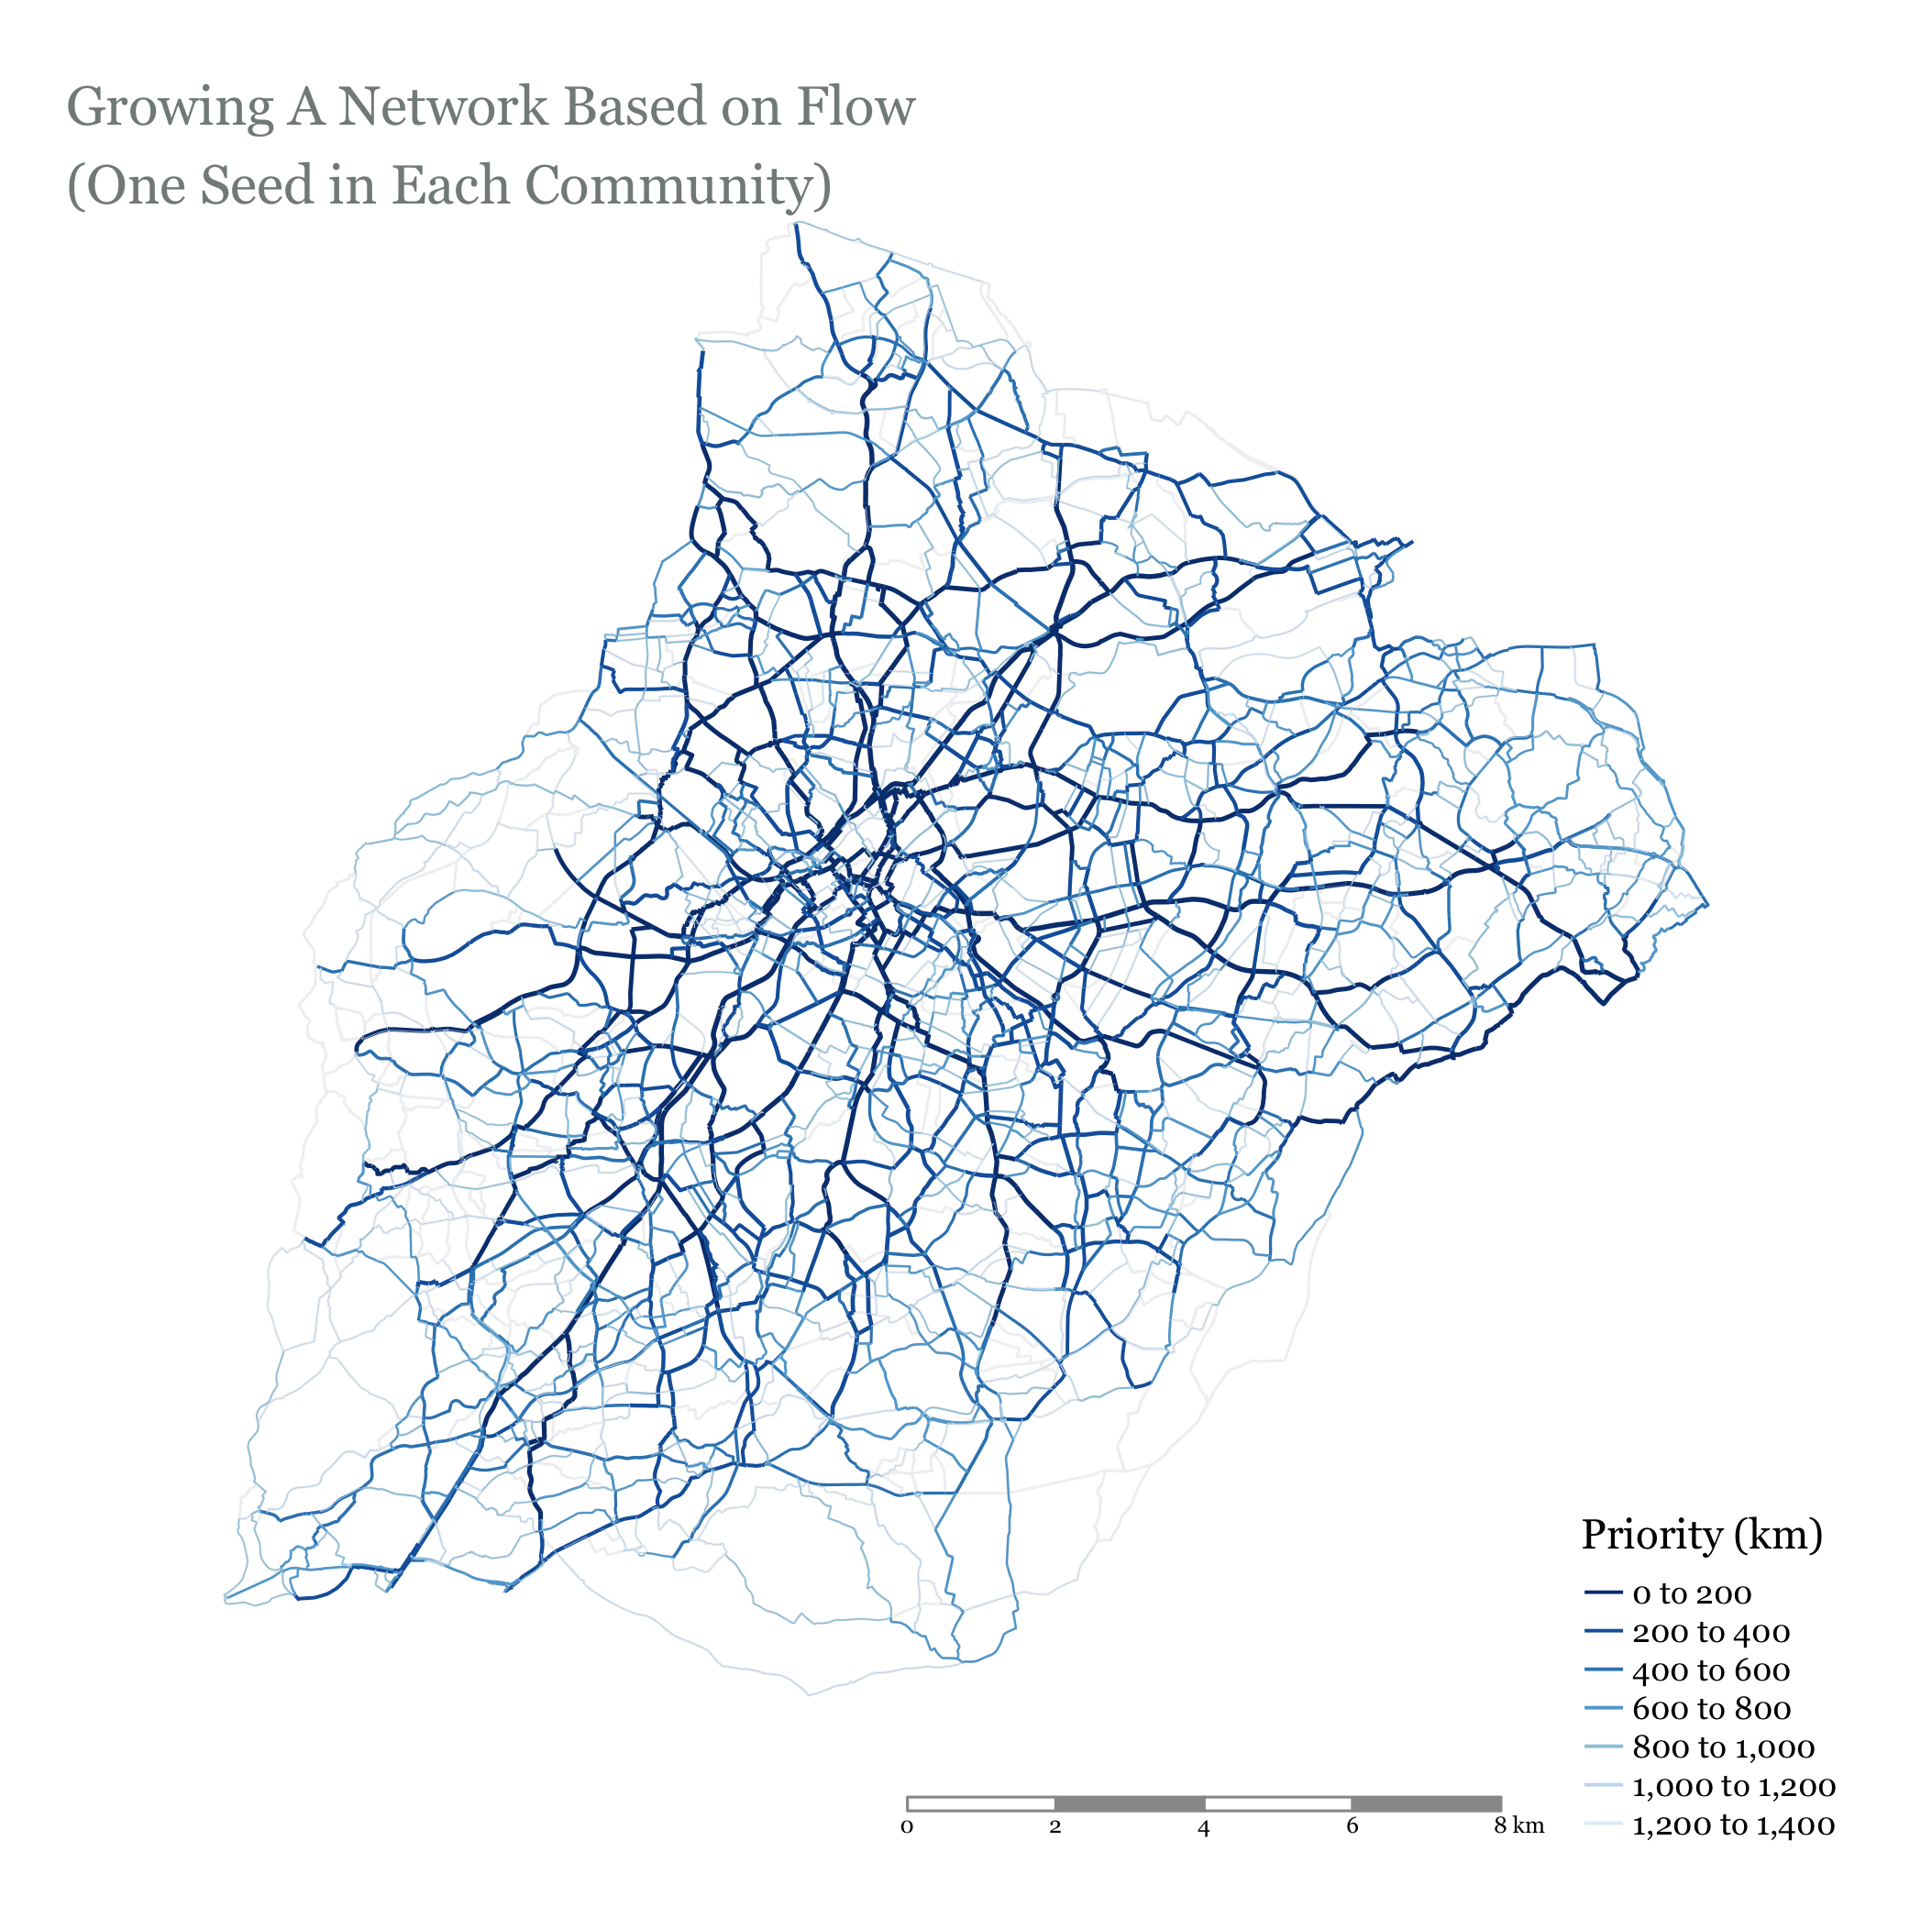 Growing A Network Based on Flow
(One Seed in Each Community)
Priority (km)
0 to 200
200 to 400
400 to 600
600 to 800
800 to 1,000
1,000 to 1,200
1,200 to 1,400
0 2 4 6 8 km